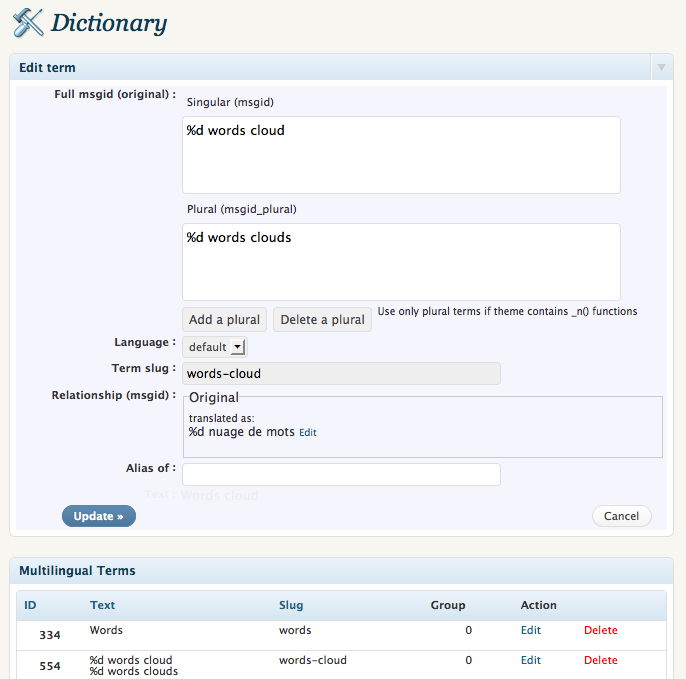 Dictionary
Edit term
Full msgid (original) :
Singular (msgid)
%d words cloud
Plural (msgid_plural)
%d words clouds
Add a plural Delete a plural Use only plural terms if theme contains _n() functions
Language : default
Term slug : words-cloud
Relationship (msgid) : Original
translated as:
%d nuage de mots Edit
Alias of :
Text : Words cloud
Update » Cancel
Multilingual Terms
ID Text Slug Group Action
334 Words words 0 Edit Delete
554 %d words cloud words-cloud 0 Edit Delete
%d words clouds